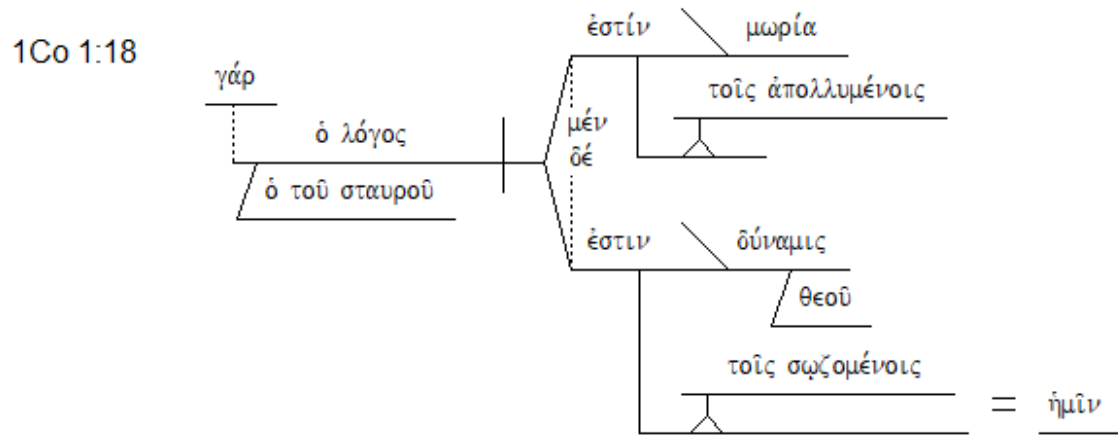 1Co 1:18
ἐστίν μωρία
γάρ
τοῖς ἀπολλυμένοις
ὁ λόγος
μέν
δέ
ὁ τοῦ σταυροῦ
ἐστιν δύναμις
θεοῦ
τοῖς σῳζομένοις
= ἡμῖν